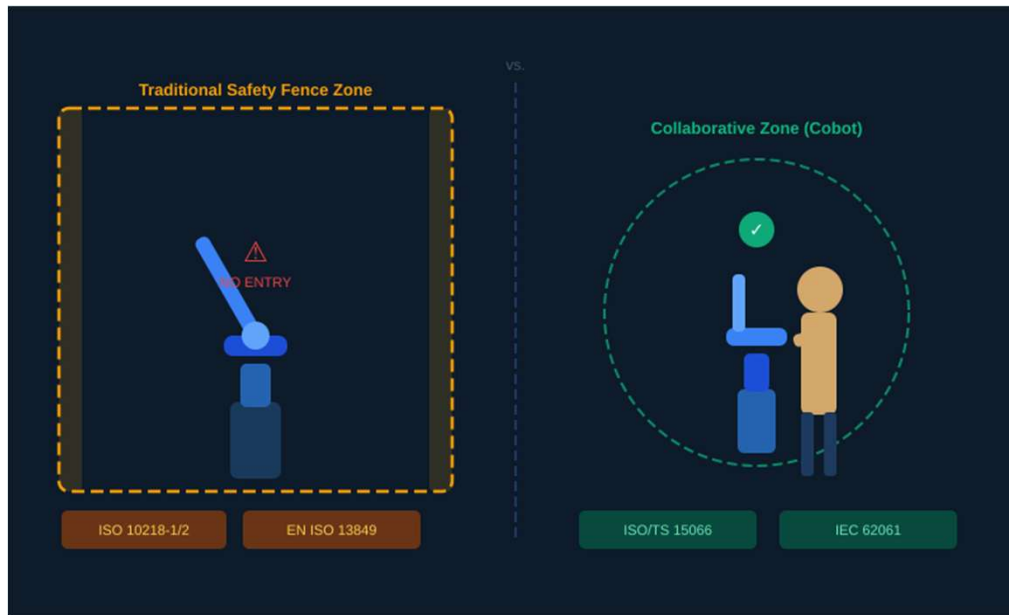 vs.
Traditional Safety Fence Zone
Collaborative Zone (Cobot)
✓
⚠
NO ENTRY
ISO 10218-1/2
EN ISO 13849
ISO/TS 15066
IEC 62061